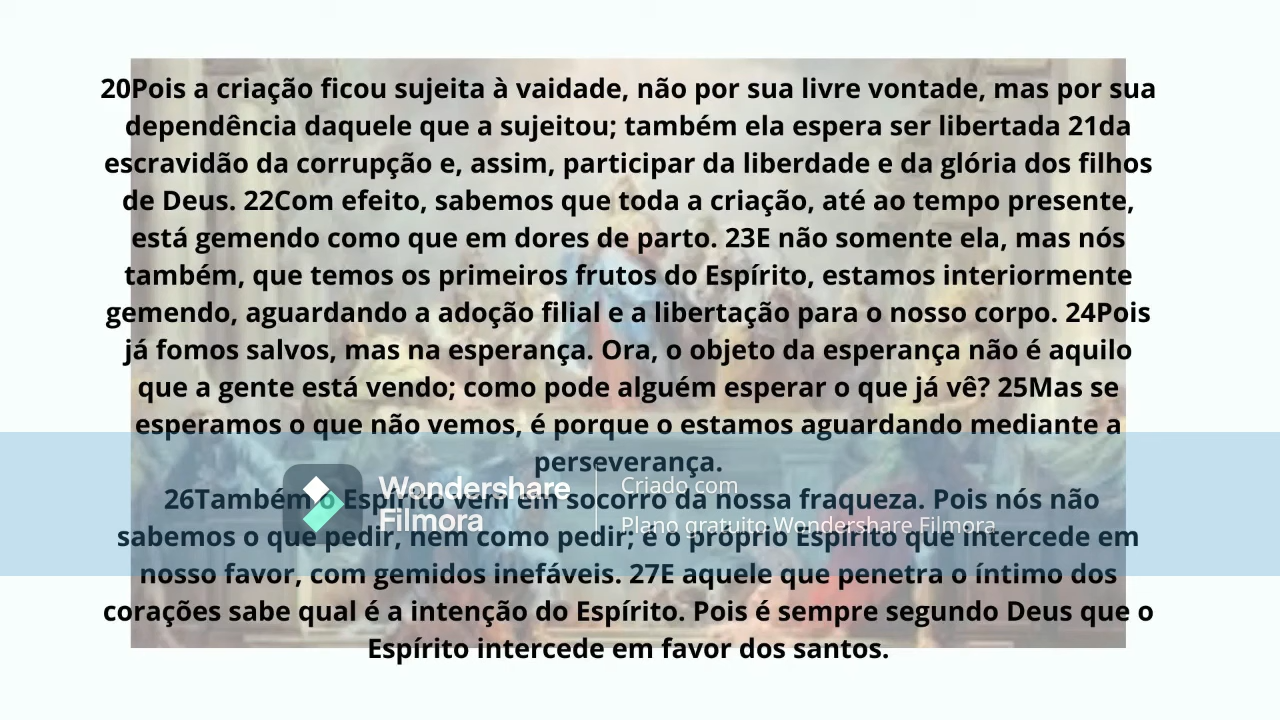 20Pois a criação ficou sujeita à vaidade, não por sua livre vontade, mas por sua
dependência daquele que a sujeitou; também ela espera ser libertada 21da
escravidão da corrupção e, assim, participar da liberdade e da glória dos filhos
de Deus. 22Com efeito, sabemos que toda a criação, até ao tempo presente,
está gemendo como que em dores de parto. 23E não somente ela, mas nós
também, que temos os primeiros frutos do Espírito, estamos interiormente
gemendo, aguardando a adoção filial e a libertação para o nosso corpo. 24Pois
já fomos salvos, mas na esperança. Ora, o objeto da esperança não é aquilo
que a gente está vendo; como pode alguém esperar o que já vê? 25Mas se
esperamos o que não vemos, é porque o estamos aguardando mediante a
perseverança.
26Também o Espírito vem em socorro da nossa fraqueza. Pois nós não
sabemos o que pedir, nem como pedir; é o próprio Espírito que intercede em
nosso favor, com gemidos inefáveis. 27E aquele que penetra o íntimo dos
corações sabe qual é a intenção do Espírito. Pois é sempre segundo Deus que o
Espírito intercede em favor dos santos.
Wondershare
Filmora
Criado com
Plano gratuito Wondershare Filmora